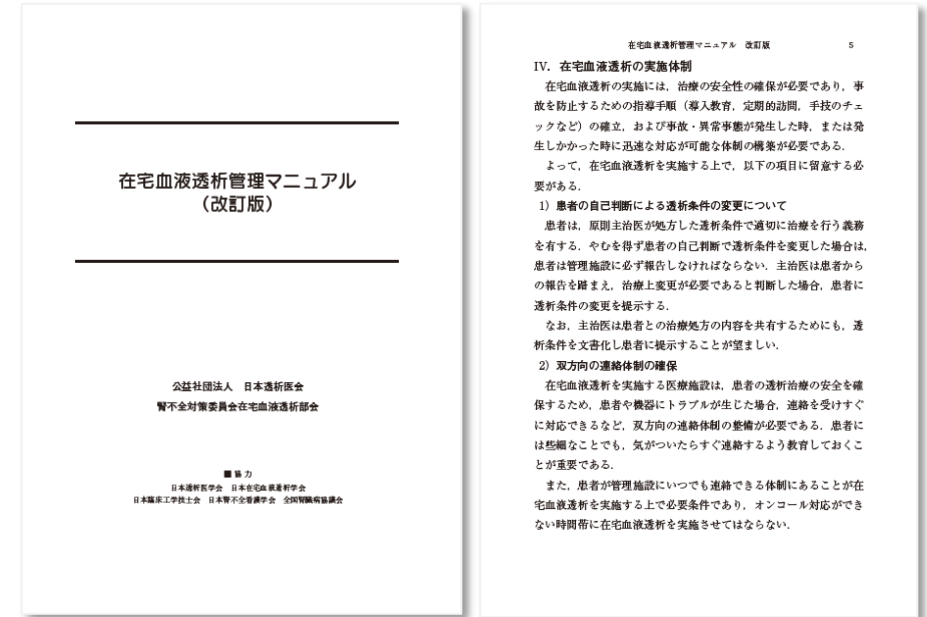 在宅血液透析管理マニュアル
（改訂版）
公益社団法人　日本透析医会
腎不全対策委員会在宅血液透析部会
■協力
日本透析医学会　日本在宅血液透析学会
日本臨床工学技士会　日本腎不全看護学会　全国腎臓病協議会
在宅血液透析管理マニュアル　改訂版　5
IV．在宅血液透析の実施体制
在宅血液透析の実施には，治療の安全性の確保が必要であり，事
故を防止するための指導手順（導入教育，定期的訪問，手技のチェ
ックなど）の確立，および事故・異常事態が発生した時，または発
生しかかった時に迅速な対応が可能な体制の構築が必要である．
よって，在宅血液透析を実施する上で，以下の項目に留意する必
要がある．
1）患者の自己判断による透析条件の変更について
患者は，原則主治医が処方した透析条件で適切に治療を行う義務
を有する．やむを得ず患者の自己判断で透析条件を変更した場合は，
患者は管理施設に必ず報告しなければならない．主治医は患者から
の報告を踏まえ，治療上変更が必要であると判断した場合，患者に
透析条件の変更を提示する．
なお，主治医は患者との治療処方の内容を共有するためにも，透
析条件を文書化し患者に提示することが望ましい．
2）双方向の連絡体制の確保
在宅血液透析を実施する医療施設は，患者の透析治療の安全を確
保するため，患者や機器にトラブルが生じた場合，連絡を受けすぐ
に対応できるなど，双方向の連絡体制の整備が必要である．患者に
は些細なことでも，気がついたらすぐ連絡するよう教育しておくこ
とが重要である．
また，患者が管理施設にいつでも連絡できる体制にあることが在
宅血液透析を実施する上で必要条件であり，オンコール対応ができ
ない時間帯に在宅血液透析を実施させてはならない．